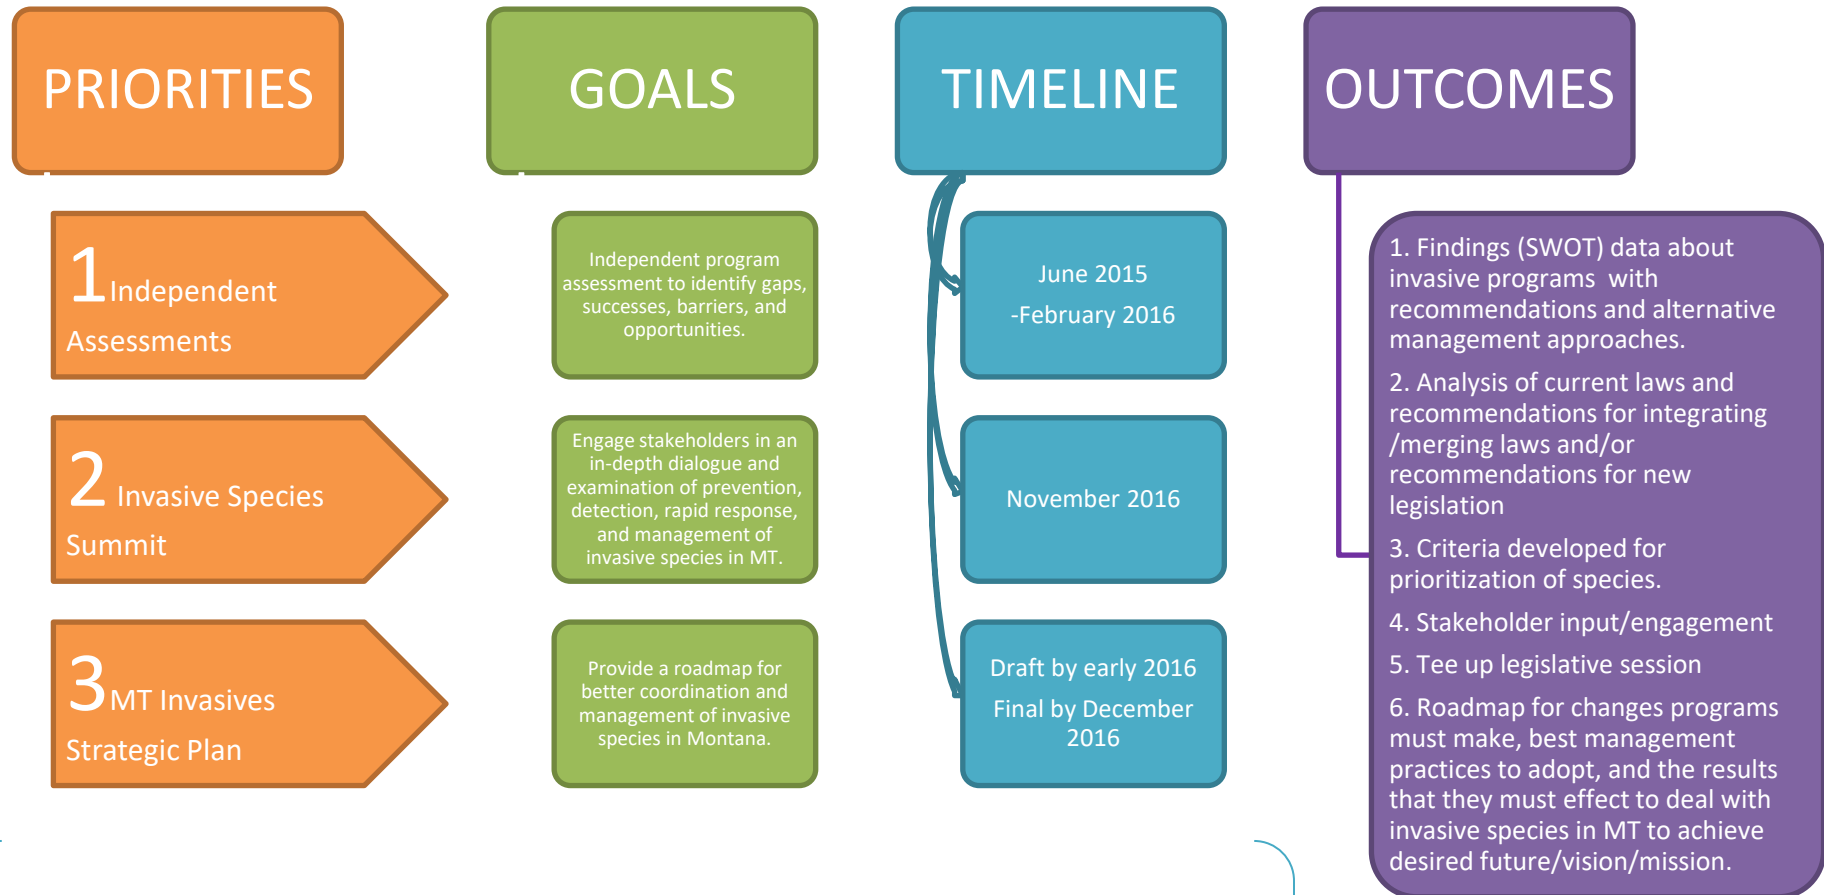 PRIORITIES
GOALS
TIMELINE
OUTCOMES
1Independent
Assessments
Independent program
assessment to identify gaps,
successes, barriers, and
opportunities.
June 2015
-February 2016
2 Invasive Species
Summit
Engage stakeholders in an
in-depth dialogue and
examination of prevention,
detection, rapid response,
and management of
invasive species in MT.
November 2016
3MT Invasives
Strategic Plan
Provide a roadmap for
better coordination and
management of invasive
species in Montana.
Draft by early 2016
Final by December
2016
1. Findings (SWOT) data about
invasive programs with
recommendations and alternative
management approaches.
2. Analysis of current laws and
recommendations for integrating
/merging laws and/or
recommendations for new
legislation
3. Criteria developed for
prioritization of species.
4. Stakeholder input/engagement
5. Tee up legislative session
6. Roadmap for changes programs
must make, best management
practices to adopt, and the results
that they must effect to deal with
invasive species in MT to achieve
desired future/vision/mission.